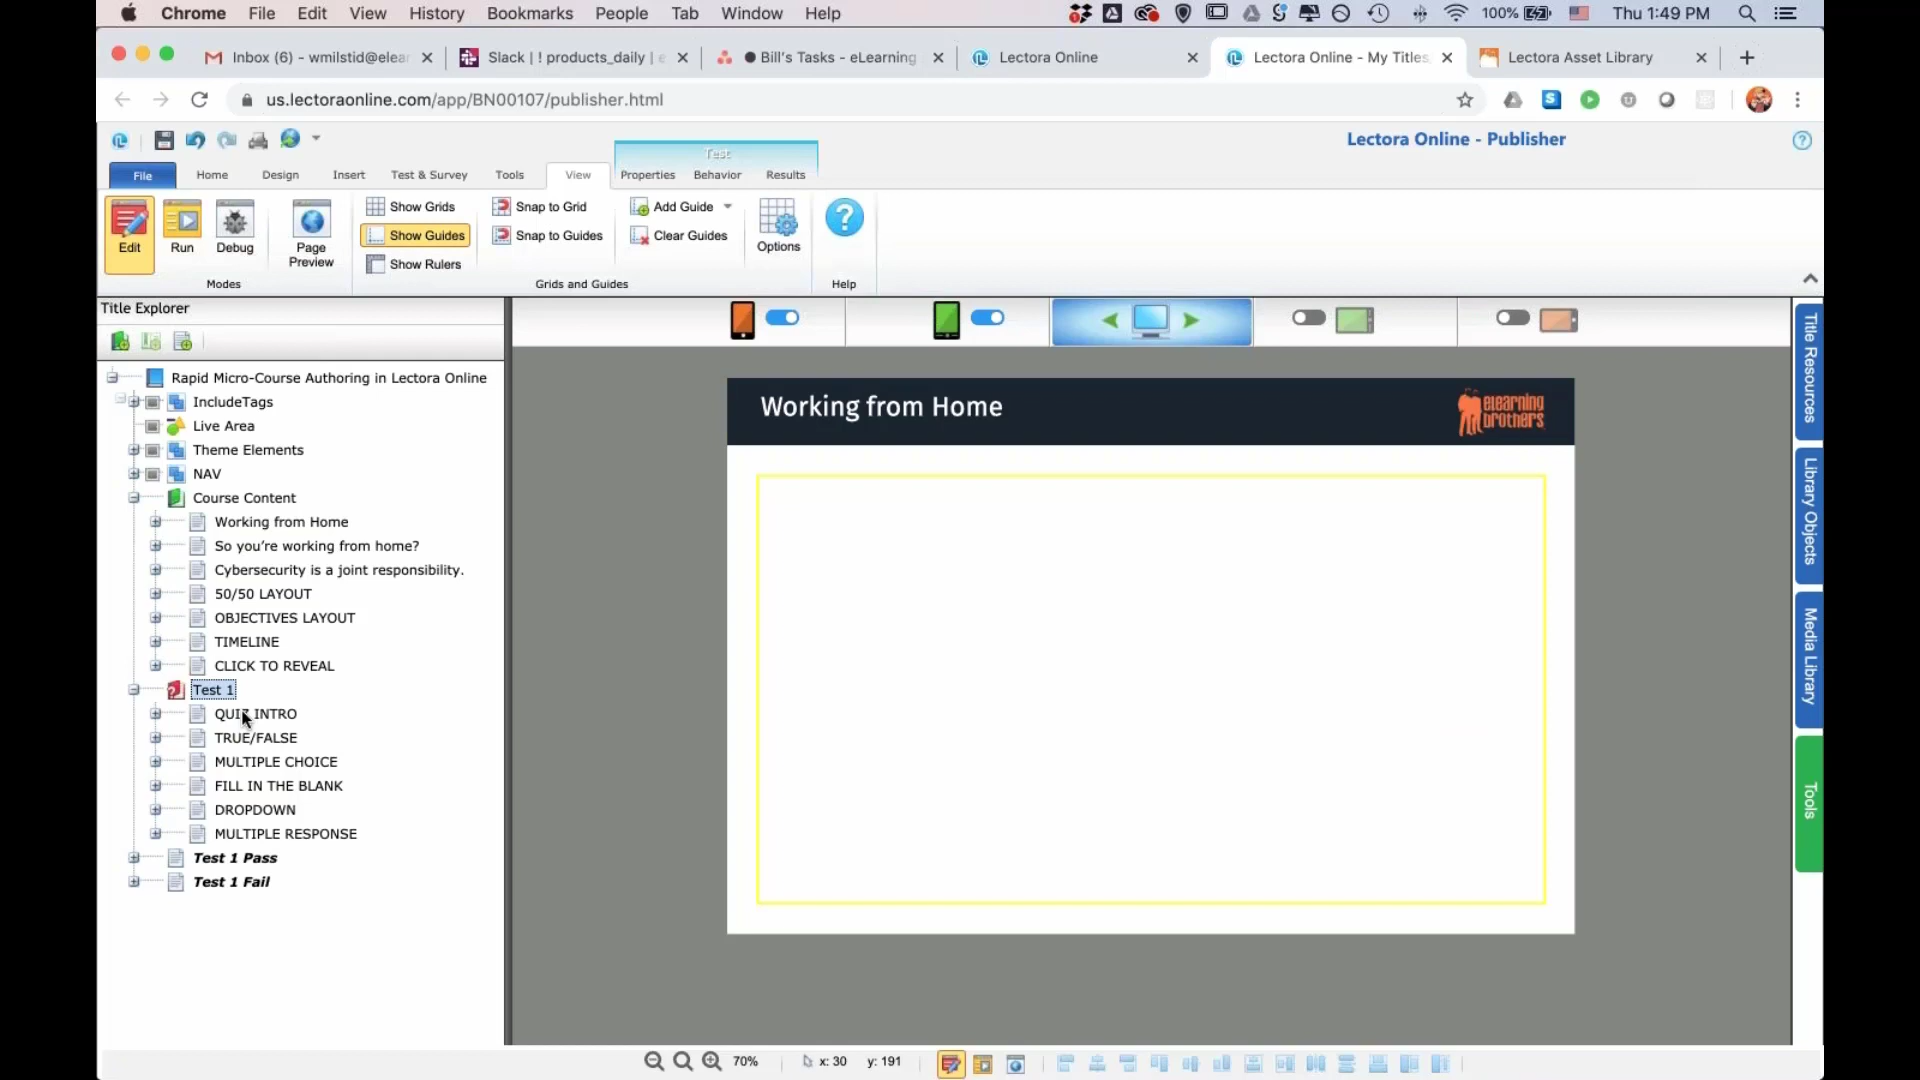 Chrome File Edit View History Bookmarks People Tab Window Help 100% Thu 1:49 PM
Inbox (6) - wmilstid@elear Slack | ! products_daily | e Bill's Tasks - eLearning Lectora Online Lectora Online - My Titles, Lectora Asset Library
us.lectoraonline.com/app/BN00107/publisher.html
Lectora Online - Publisher
Test
File Home Design Insert Test & Survey Tools View Properties Behavior Results
Edit Run Debug Page Preview
Show Grids Snap to Grid Add Guide
Show Guides Snap to Guides Clear Guides
Show Rulers
Options
Modes Grids and Guides Help
Title Explorer
Rapid Micro-Course Authoring in Lectora Online
IncludeTags
Live Area
Theme Elements
NAV
Course Content
Working from Home
So you're working from home?
Cybersecurity is a joint responsibility.
50/50 LAYOUT
OBJECTIVES LAYOUT
TIMELINE
CLICK TO REVEAL
Test 1
QUIZ INTRO
TRUE/FALSE
MULTIPLE CHOICE
FILL IN THE BLANK
DROPDOWN
MULTIPLE RESPONSE
Test 1 Pass
Test 1 Fail
Working from Home
elearning
brothers
Title Resources
Library Objects
Media Library
Tools
70% x: 30 y: 191